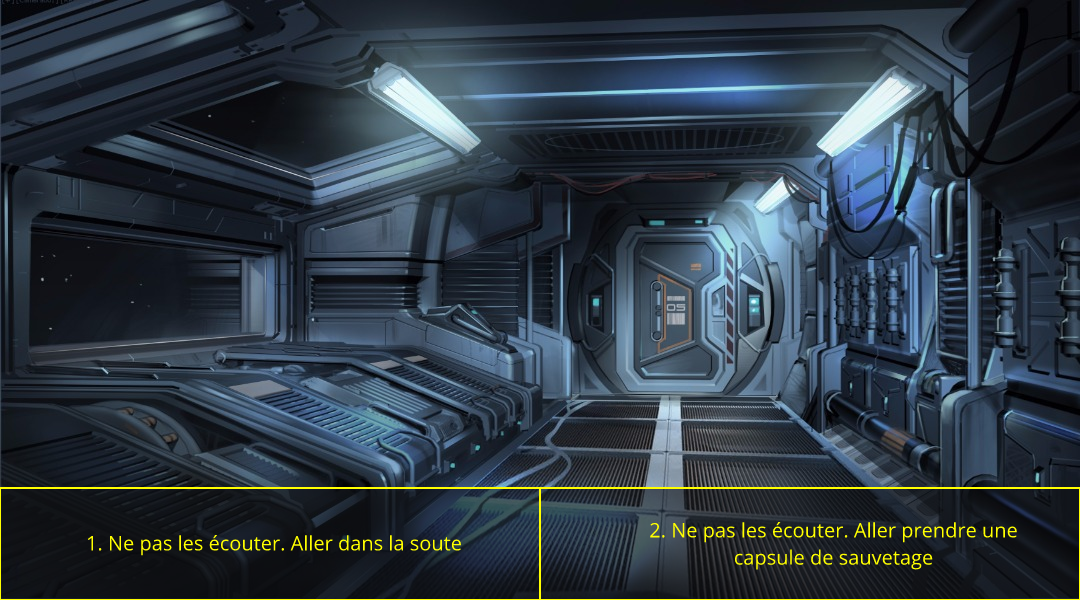 05
1. Ne pas les écouter. Aller dans la soute
2. Ne pas les écouter. Aller prendre une
capsule de sauvetage